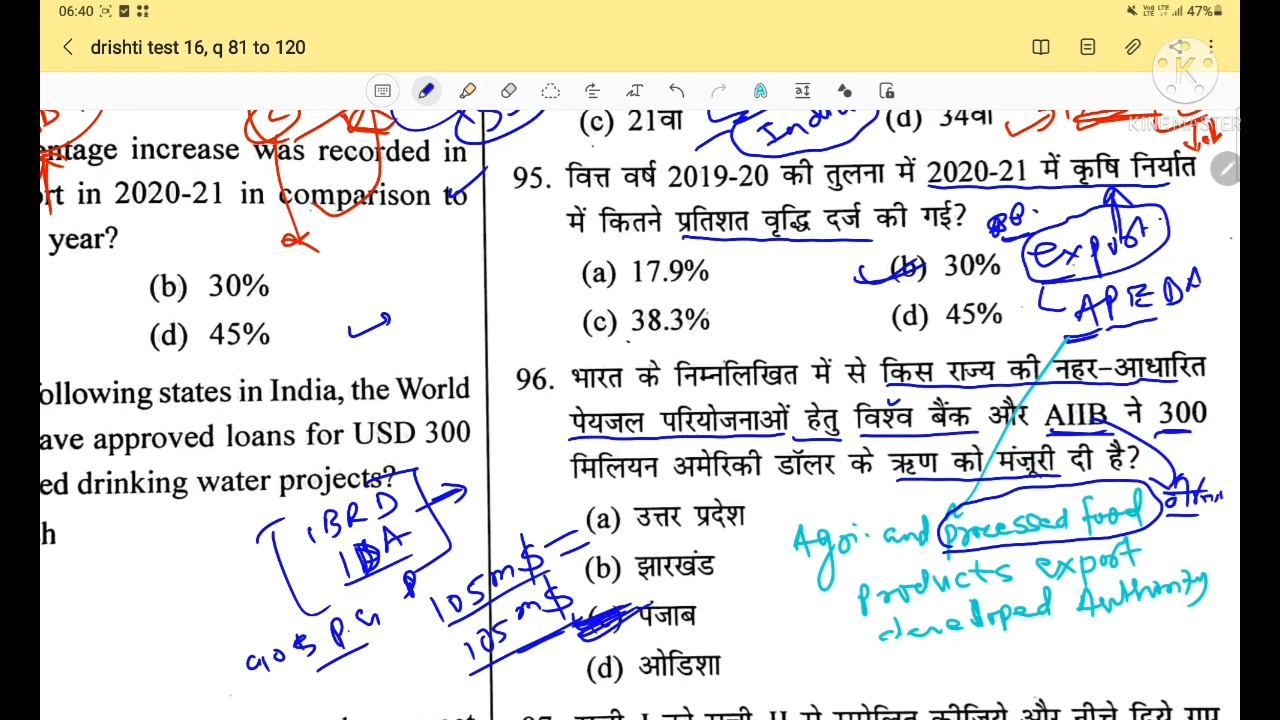 06:40
47%
drishti test 16, q 81 to 120
KINEMASTER
entage increase was recorded in
rt in 2020-21 in comparison to
year?
(b) 30%
(d) 45%
ollowing states in India, the World
ave approved loans for USD 300
ed drinking water projects?
h
IBRD
IDA
105 m $
105 m $
(c) 21वाँ
(d) 34वाँ
India
95. वित्त वर्ष 2019-20 की तुलना में 2020-21 में कृषि निर्यात
में कितने प्रतिशत वृद्धि दर्ज की गई?
(a) 17.9%
(b) 30%
(c) 38.3%
(d) 45%
export
APEDA
96. भारत के निम्नलिखित में से किस राज्य की नहर-आधारित
पेयजल परियोजनाओं हेतु विश्व बैंक और AIIB ने 300
मिलियन अमेरिकी डॉलर के ऋण को मंजूरी दी है?
(a) उत्तर प्रदेश
(b) झारखंड
पंजाब
(d) ओडिशा
Agri. and processed food
products export
developed Authority